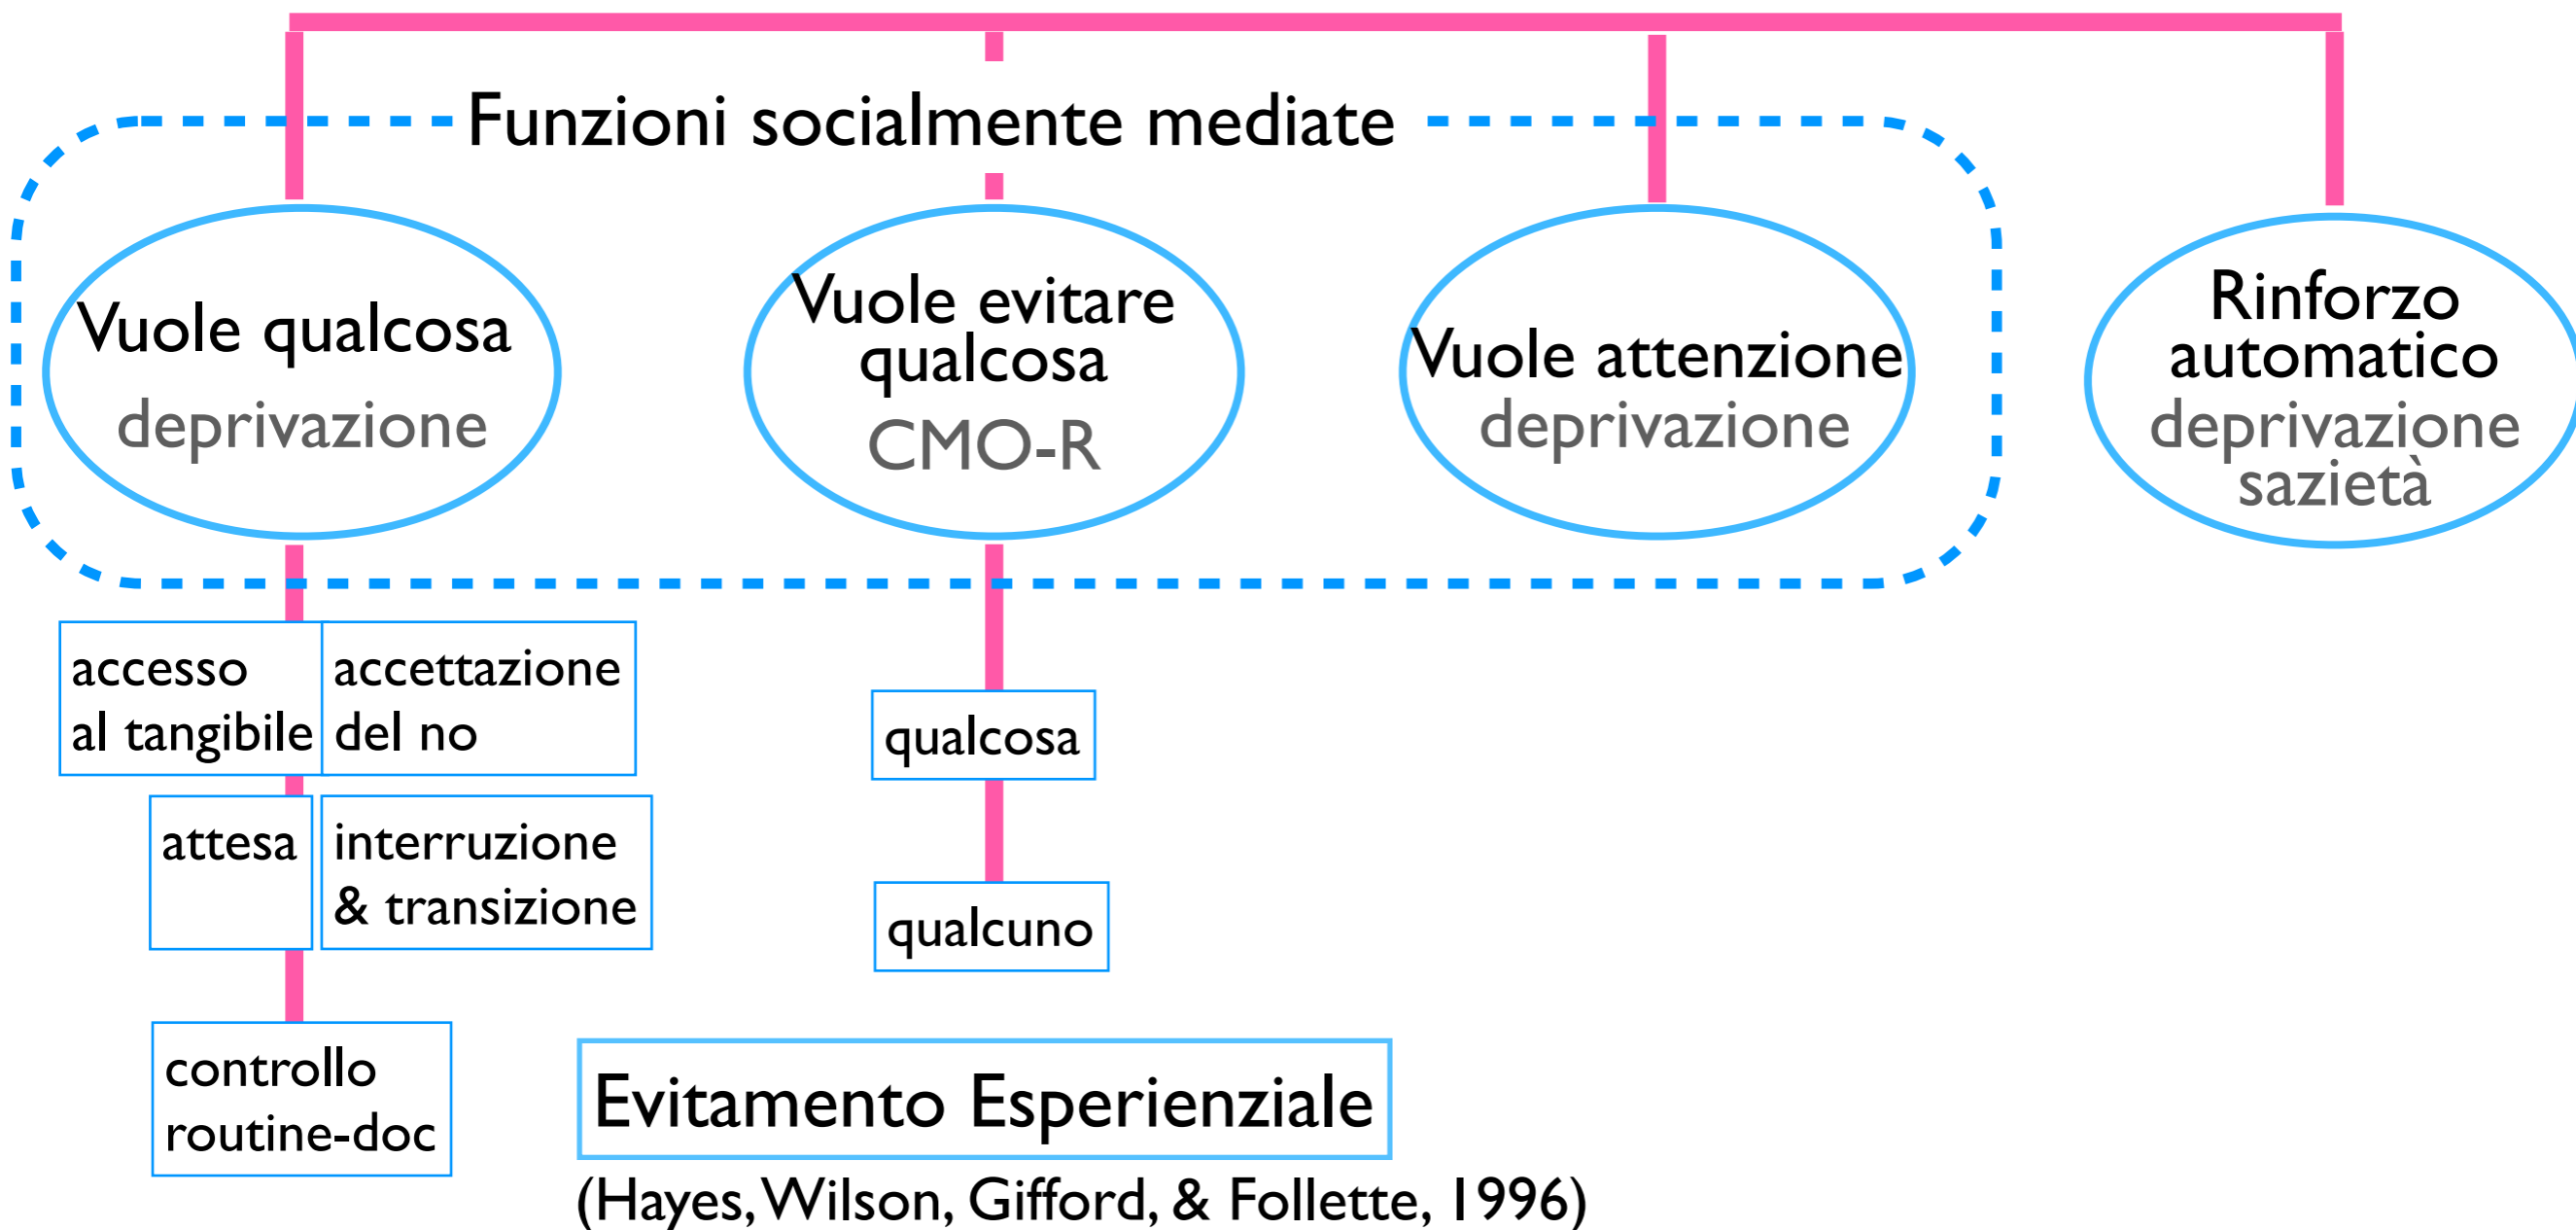 Funzioni socialmente mediate
Vuole qualcosa
deprivazione
Vuole evitare
qualcosa
CMO-R
Vuole attenzione
deprivazione
Rinforzo
automatico
deprivazione
sazietà
accesso
al tangibile
accettazione
del no
attesa
interruzione
& transizione
controllo
routine-doc
qualcosa
qualcuno
Evitamento Esperienziale
(Hayes, Wilson, Gifford, & Follette, 1996)